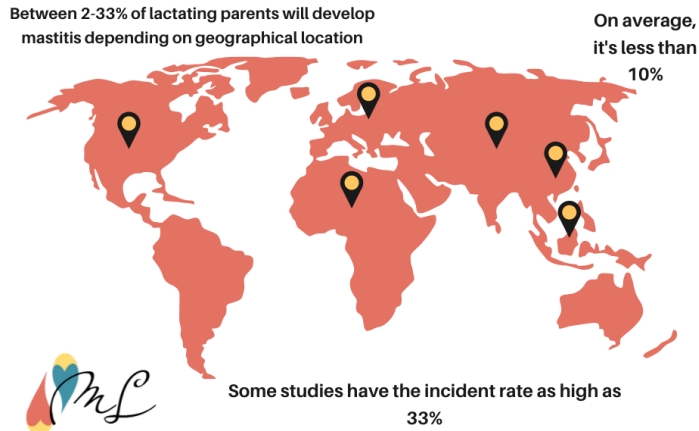 Between 2-33% of lactating parents will develop
mastitis depending on geographical location
On average,
it's less than
10%
Some studies have the incident rate as high as
33%
ML